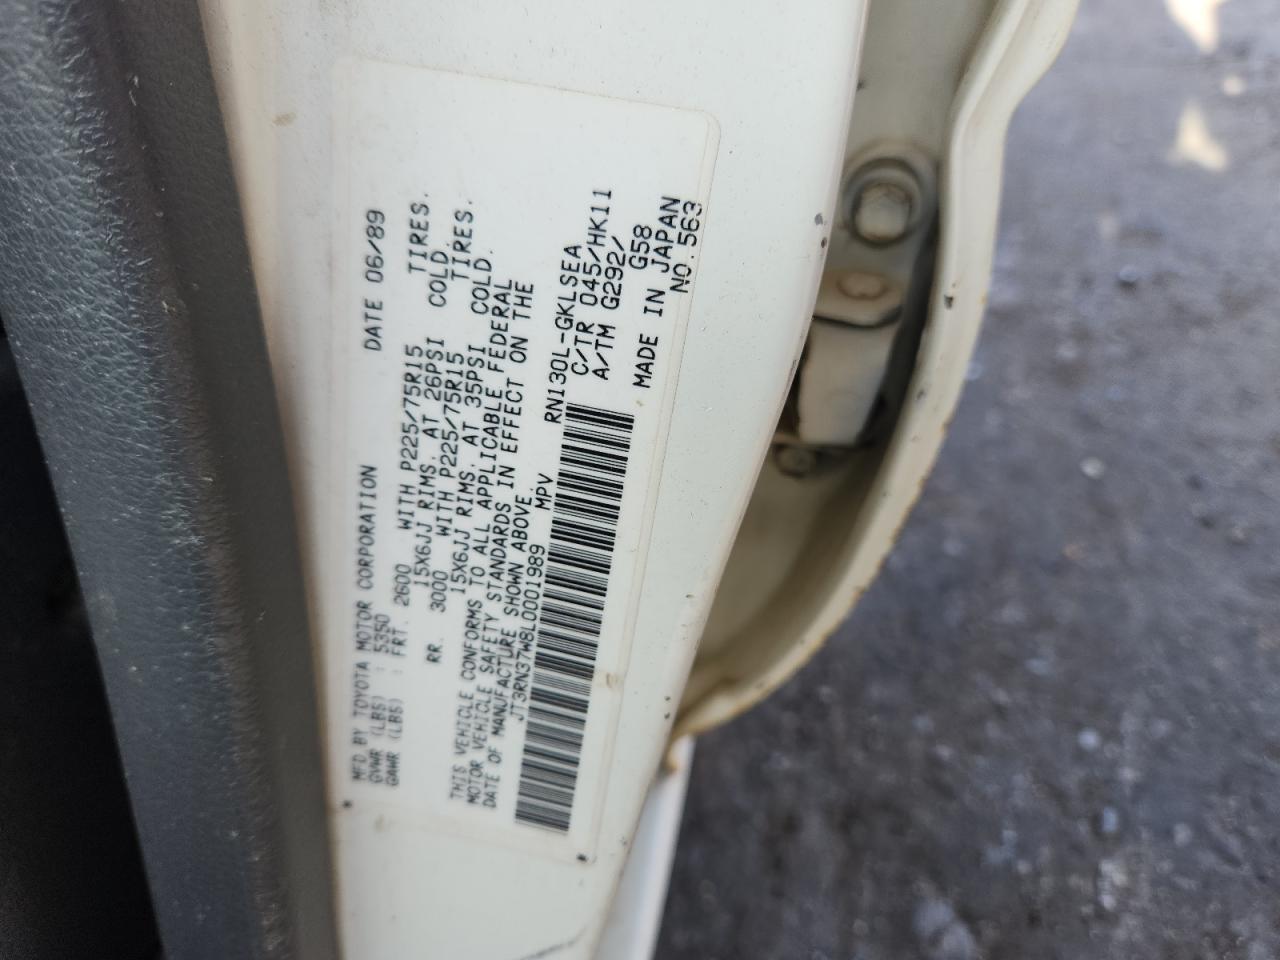 MFD BY TOYOTA MOTOR CORPORATION DATE 06/89
GVWR (LBS) : 5350
GAWR (LBS) : FRT. 2600 WITH P225/75R15 TIRES.
15X6JJ RIMS. AT 26PSI COLD.
RR. 3000 WITH P225/75R15 TIRES.
15X6JJ RIMS. AT 35PSI COLD.
THIS VEHICLE CONFORMS TO ALL APPLICABLE FEDERAL
MOTOR VEHICLE SAFETY STANDARDS IN EFFECT ON THE
DATE OF MANUFACTURE SHOWN ABOVE
JT3RN37W8L0001989 MPV RN130L-GKLSEA
C/TR 045/HK11
A/TM G292/G58
MADE IN JAPAN
NO.563